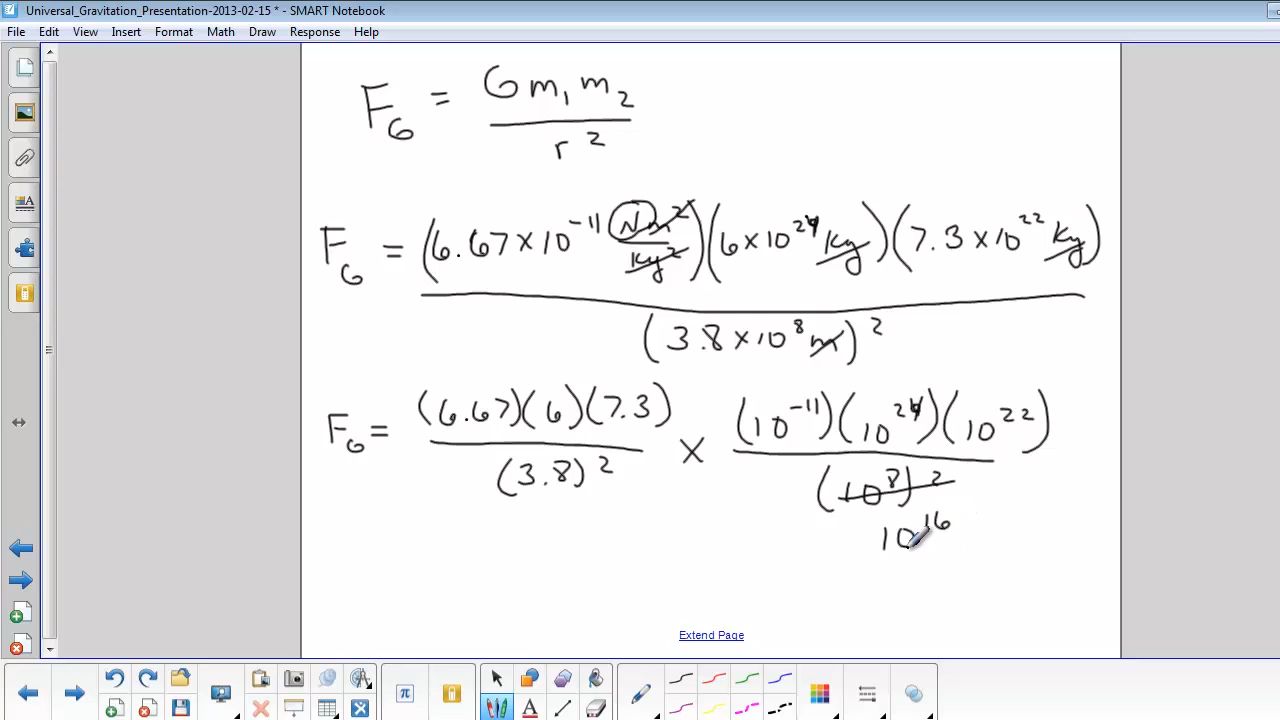 Universal_Gravitation_Presentation-2013-02-15 * - SMART Notebook
File Edit View Insert Format Math Draw Response Help
F_G = G m₁ m₂ / r²
F_G = (6.67 × 10⁻¹¹ Nm²/kg²)(6 × 10²⁴ kg)(7.3 × 10²² kg) / (3.8 × 10⁸ m)²
F_G = (6.67)(6)(7.3) / (3.8)² × (10⁻¹¹)(10²⁴)(10²²) / (10⁸)²
10¹⁶
Extend Page